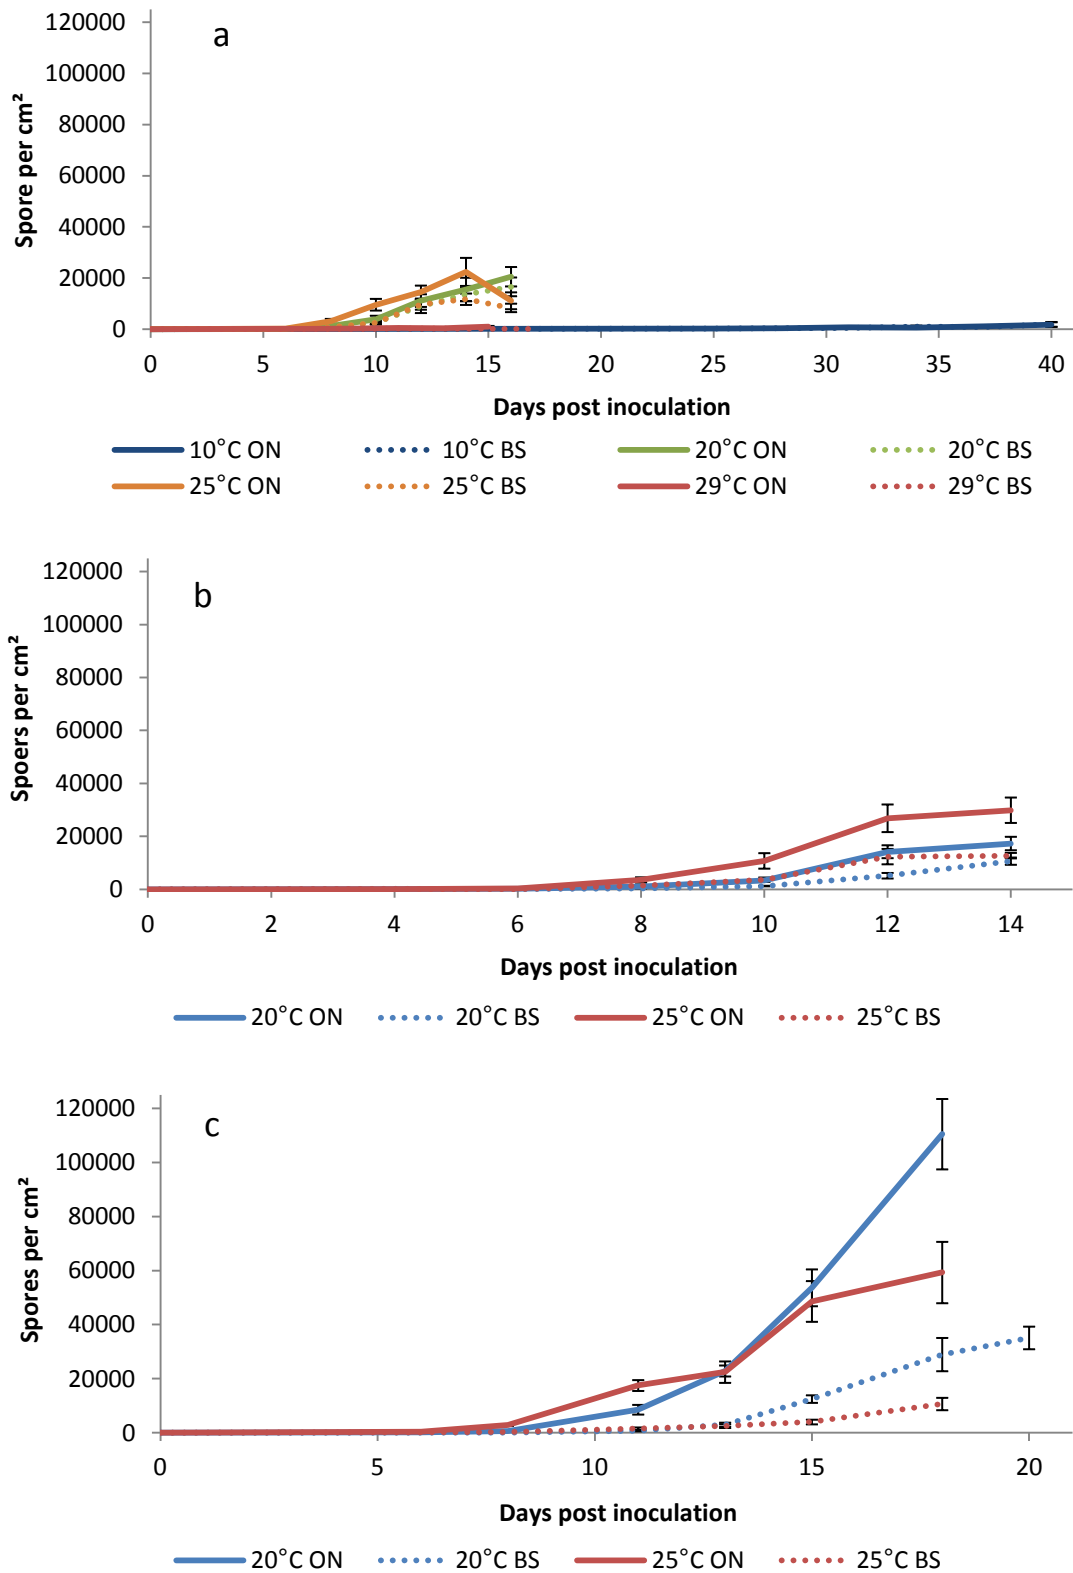 a
120000
100000
80000
60000
40000
20000
0
Spore per cm²
0 5 10 15 20 25 30 35 40
Days post inoculation
10°C ON 10°C BS 20°C ON 20°C BS
25°C ON 25°C BS 29°C ON 29°C BS
b
120000
100000
80000
60000
40000
20000
0
Spoers per cm²
0 2 4 6 8 10 12 14
Days post inoculation
20°C ON 20°C BS 25°C ON 25°C BS
c
120000
100000
80000
60000
40000
20000
0
Spores per cm²
0 5 10 15 20
Days post inoculation
20°C ON 20°C BS 25°C ON 25°C BS